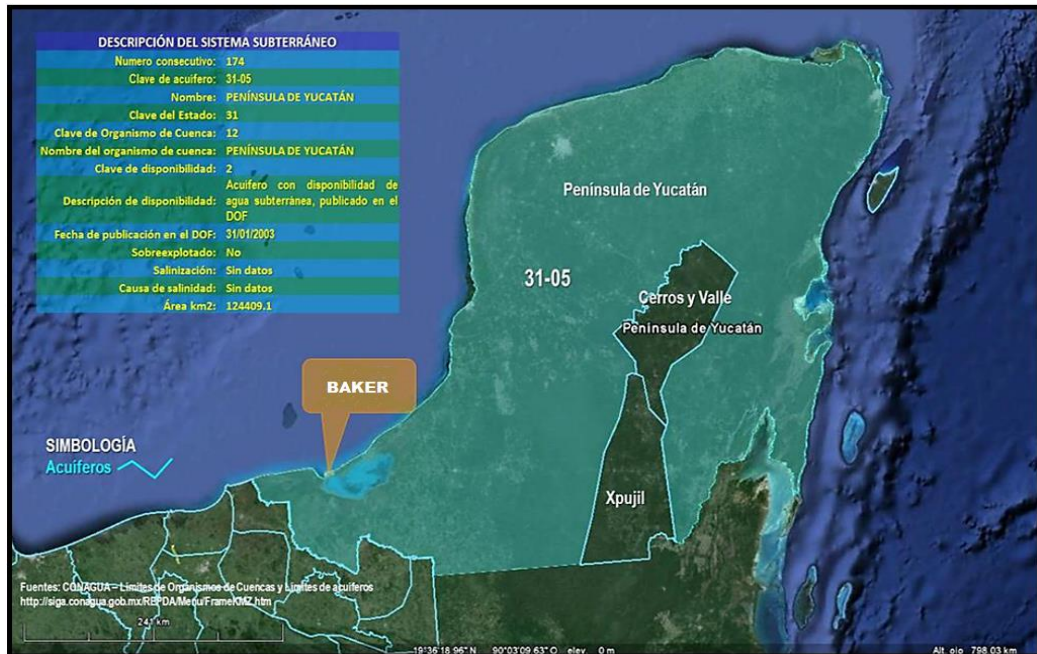 DESCRIPCIÓN DEL SISTEMA SUBTERRÁNEO
Numero consecutivo: 174
Clave de acuífero: 31-05
Nombre: PENÍNSULA DE YUCATÁN
Clave del Estado: 31
Clave de Organismo de Cuenca: 12
Nombre del organismo de cuenca: PENÍNSULA DE YUCATÁN
Clave de disponibilidad: 2
Descripción de disponibilidad: Acuífero con disponibilidad de
agua subterránea, publicado en el
DOF
Fecha de publicación en el DOF: 31/01/2003
Sobreexplotado: No
Salinización: Sin datos
Causa de salinidad: Sin datos
Área km2: 124409.1
Península de Yucatán
31-05
Cerros y Valle
Península de Yucatán
BAKER
SIMBOLOGÍA
Acuíferos
Xpujil
Fuentes: CONAGUA – Límites de Organismos de Cuencas y Límites de acuíferos
http://siga.conagua.gob.mx/REPDA/Menu/FrameKMZ.htm
241 km
19°36'18.96" N 90°03'09.63" O elev. 0 m
Alt. ojo 798.03 km